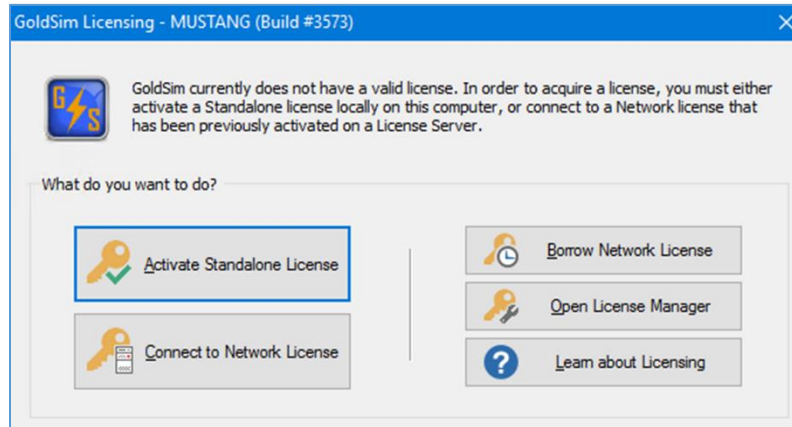 GoldSim Licensing - MUSTANG (Build #3573)
G
S
GoldSim currently does not have a valid license. In order to acquire a license, you must either
activate a Standalone license locally on this computer, or connect to a Network license that
has been previously activated on a License Server.
What do you want to do?
Activate Standalone License
Connect to Network License
Borrow Network License
Open License Manager
? Learn about Licensing